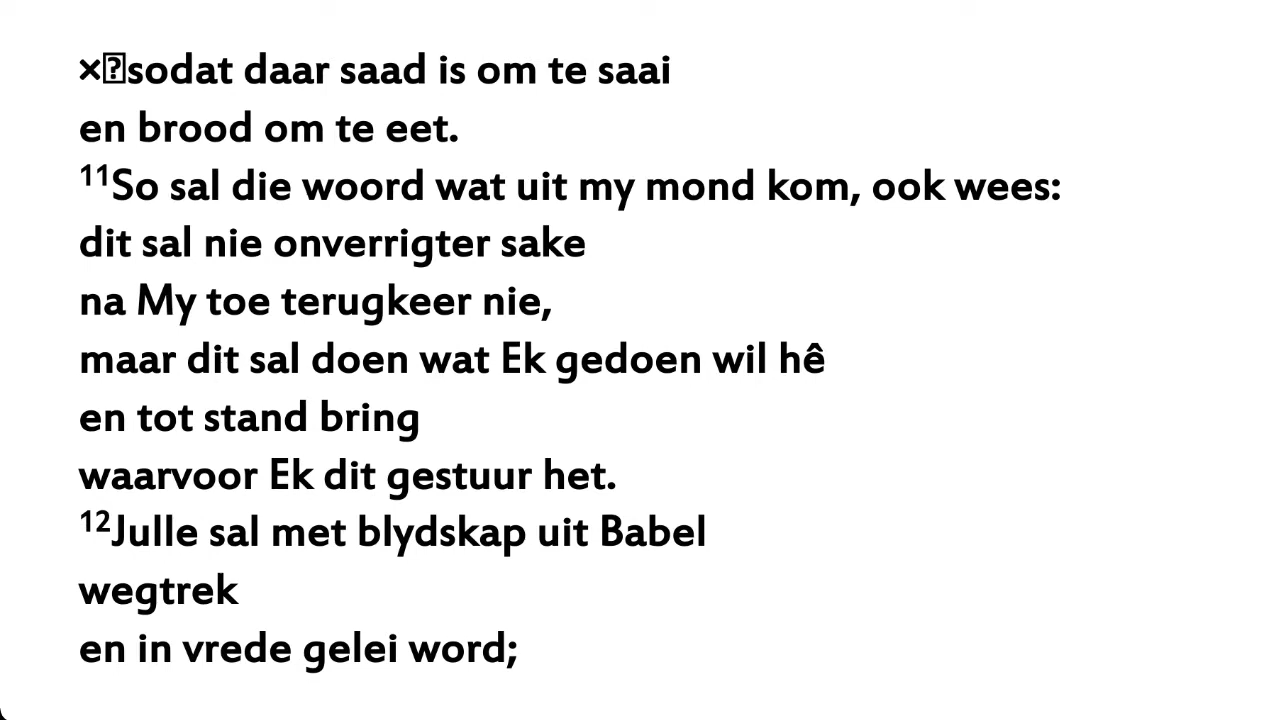 ×�sodat daar saad is om te saai
en brood om te eet.
¹¹So sal die woord wat uit my mond kom, ook wees:
dit sal nie onverrigter sake
na My toe terugkeer nie,
maar dit sal doen wat Ek gedoen wil hê
en tot stand bring
waarvoor Ek dit gestuur het.
¹²Julle sal met blydskap uit Babel
wegtrek
en in vrede gelei word;